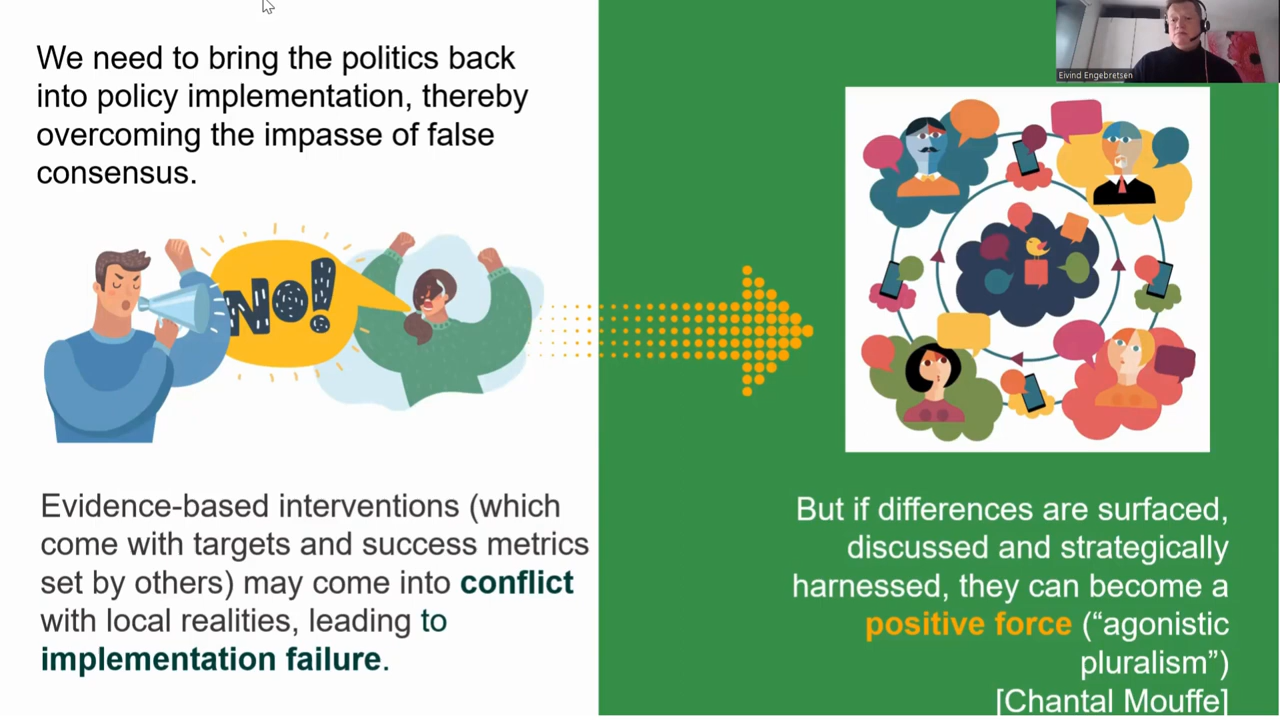 We need to bring the politics back
into policy implementation, thereby
overcoming the impasse of false
consensus.
NO!
Evidence-based interventions (which
come with targets and success metrics
set by others) may come into conflict
with local realities, leading to
implementation failure.
Eivind Engebretsen
But if differences are surfaced,
discussed and strategically
harnessed, they can become a
positive force (“agonistic
pluralism”)
[Chantal Mouffe]